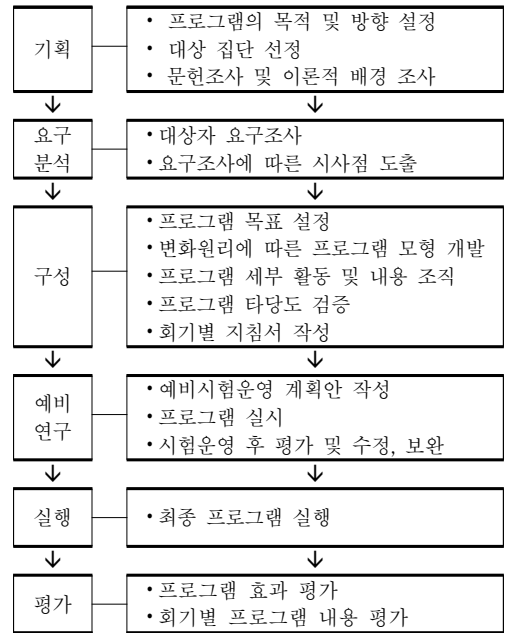 기획
• 프로그램의 목적 및 방향 설정
• 대상 집단 선정
• 문헌조사 및 이론적 배경 조사
요구
분석
• 대상자 요구조사
• 요구조사에 따른 시사점 도출
구성
• 프로그램 목표 설정
• 변화원리에 따른 프로그램 모형 개발
• 프로그램 세부 활동 및 내용 조직
• 프로그램 타당도 검증
• 회기별 지침서 작성
예비
연구
• 예비시험운영 계획안 작성
• 프로그램 실시
• 시험운영 후 평가 및 수정, 보완
실행
• 최종 프로그램 실행
평가
• 프로그램 효과 평가
• 회기별 프로그램 내용 평가